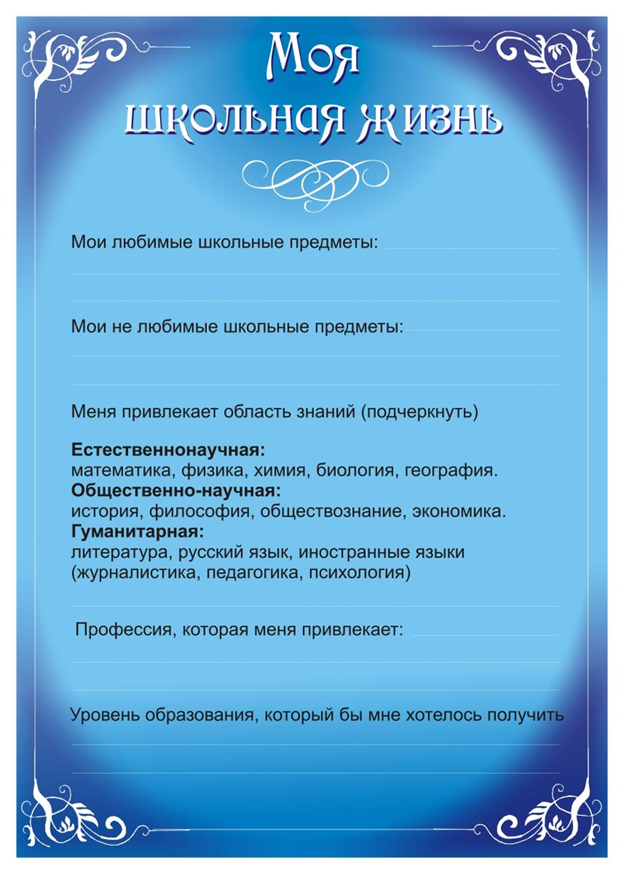 Моя
школьная жизнь
Мои любимые школьные предметы:
Мои не любимые школьные предметы:
Меня привлекает область знаний (подчеркнуть)
Естественнонаучная:
математика, физика, химия, биология, география.
Общественно-научная:
история, философия, обществознание, экономика.
Гуманитарная:
литература, русский язык, иностранные языки
(журналистика, педагогика, психология)
Профессия, которая меня привлекает:
Уровень образования, который бы мне хотелось получить